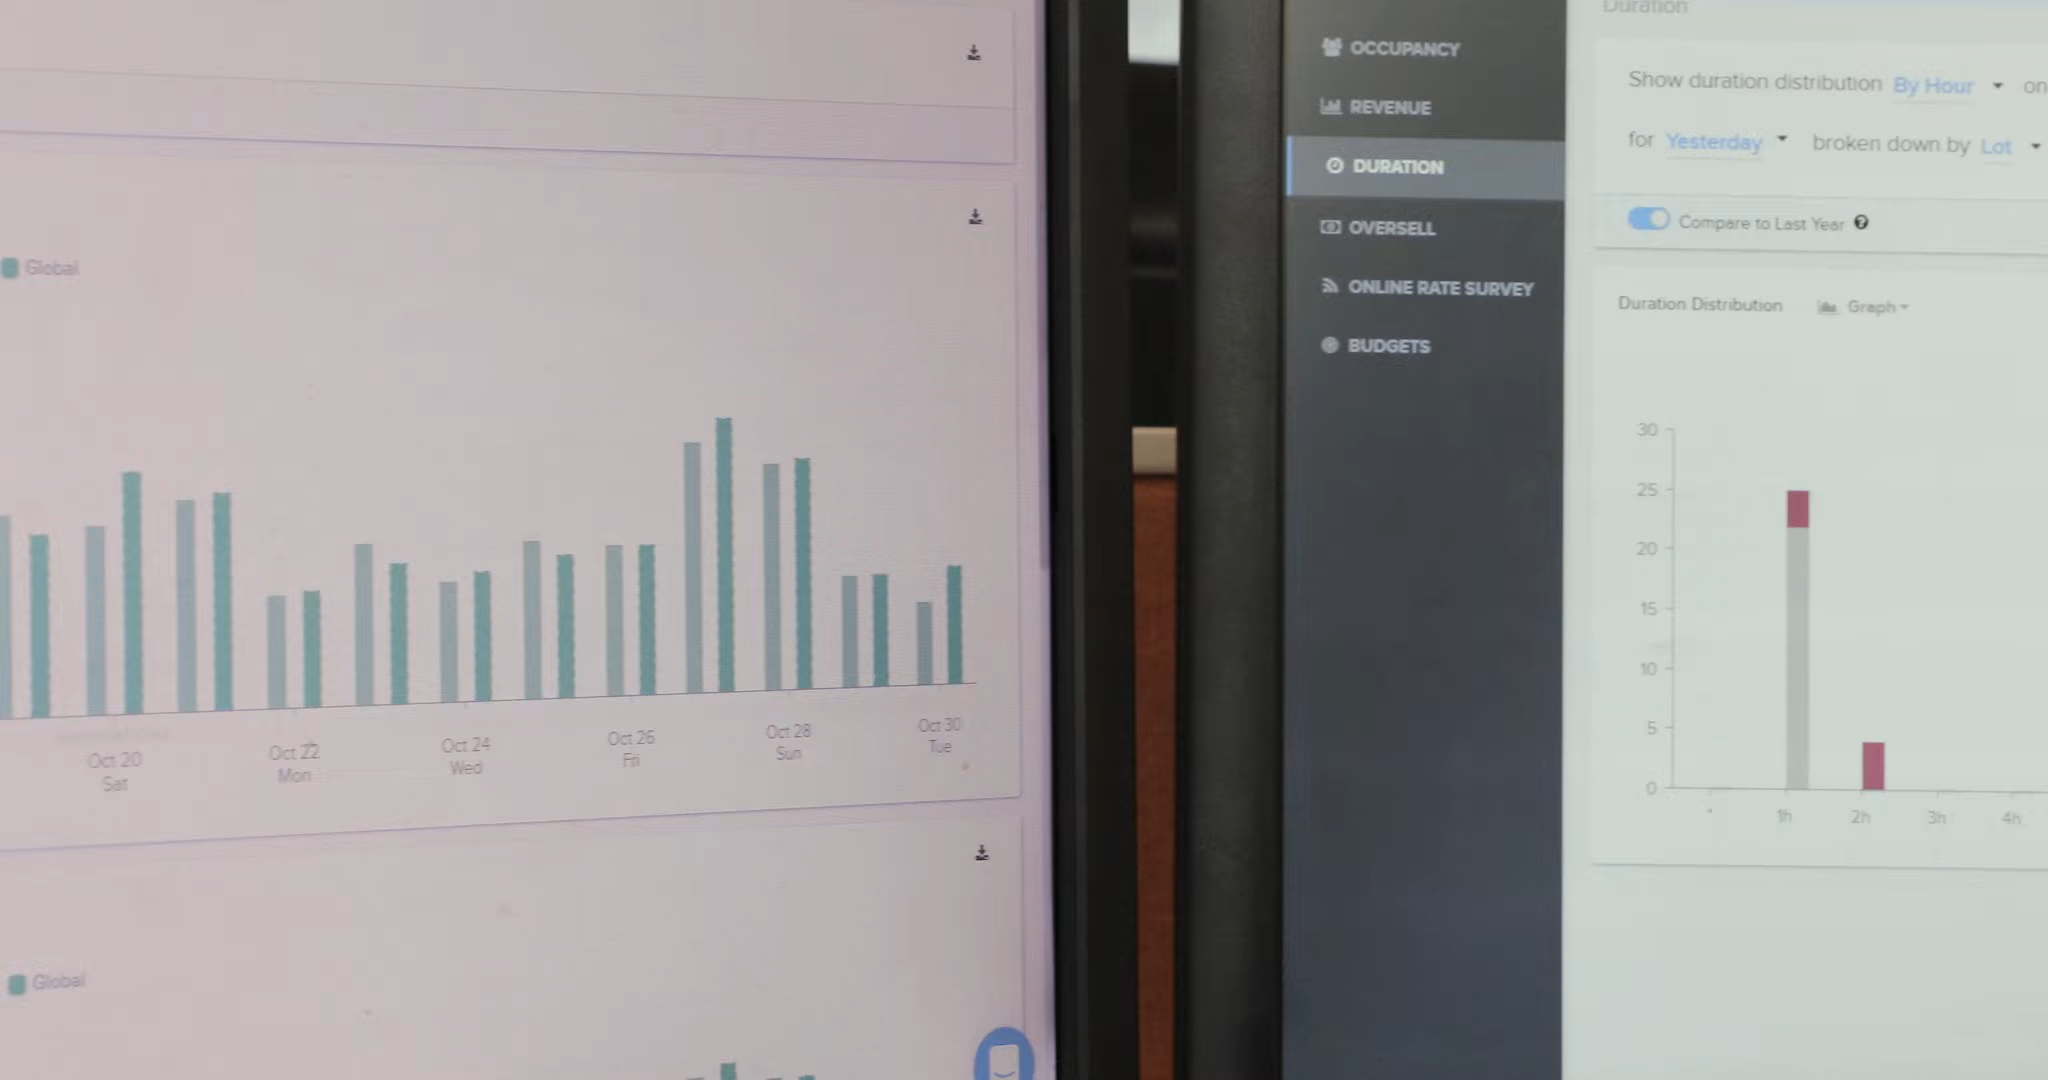 Global
Oct 20
Sat
Oct 22
Mon
Oct 24
Wed
Oct 26
Fri
Oct 28
Sun
Oct 30
Tue
Global
OCCUPANCY
REVENUE
DURATION
OVERSELL
ONLINE RATE SURVEY
BUDGETS
Duration
Show duration distribution By Hour on
for Yesterday broken down by Lot
Compare to Last Year
Duration Distribution Graph
30
25
20
15
10
5
0
1h 2h 3h 4h